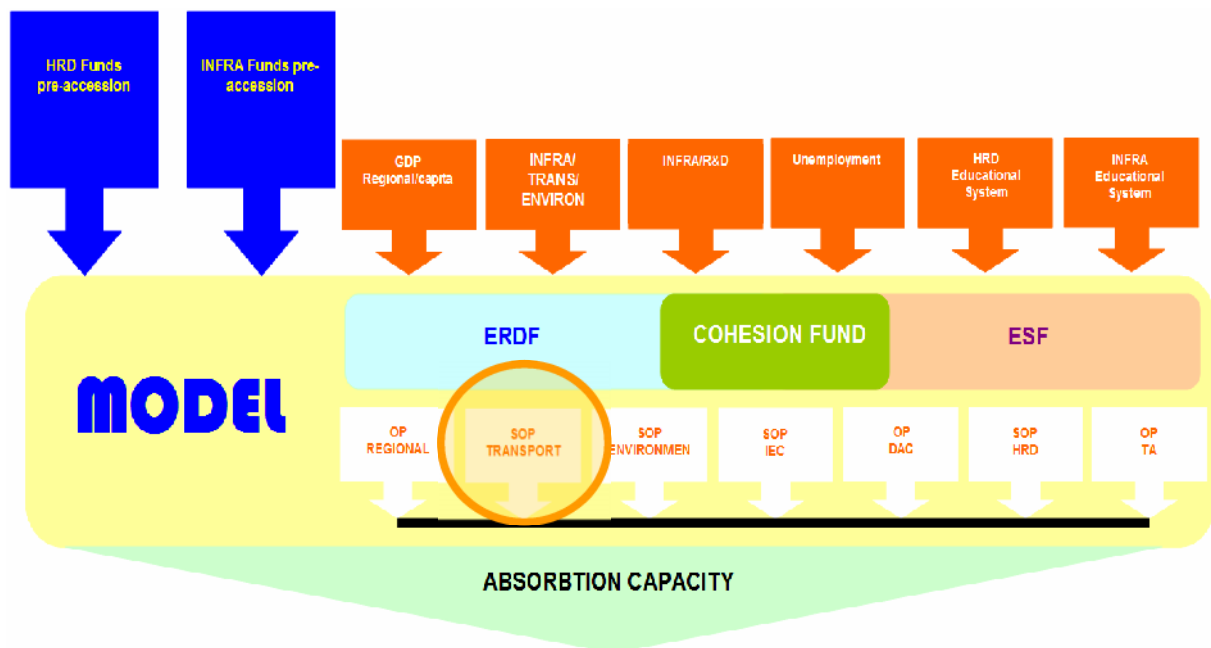 HRD Funds
pre-accession
INFRA Funds pre-
accession
GDP
Regional/capita
INFRA/
TRANS/
ENVIRON
INFRA/R&D
Unemployment
HRD
Educational
System
INFRA
Educational
System
ERDF
COHESION FUND
ESF
MODEL
OP
REGIONAL
SOP
TRANSPORT
SOP
ENVIRONMEN
SOP
IEC
OP
DAC
SOP
HRD
OP
TA
ABSORBTION CAPACITY